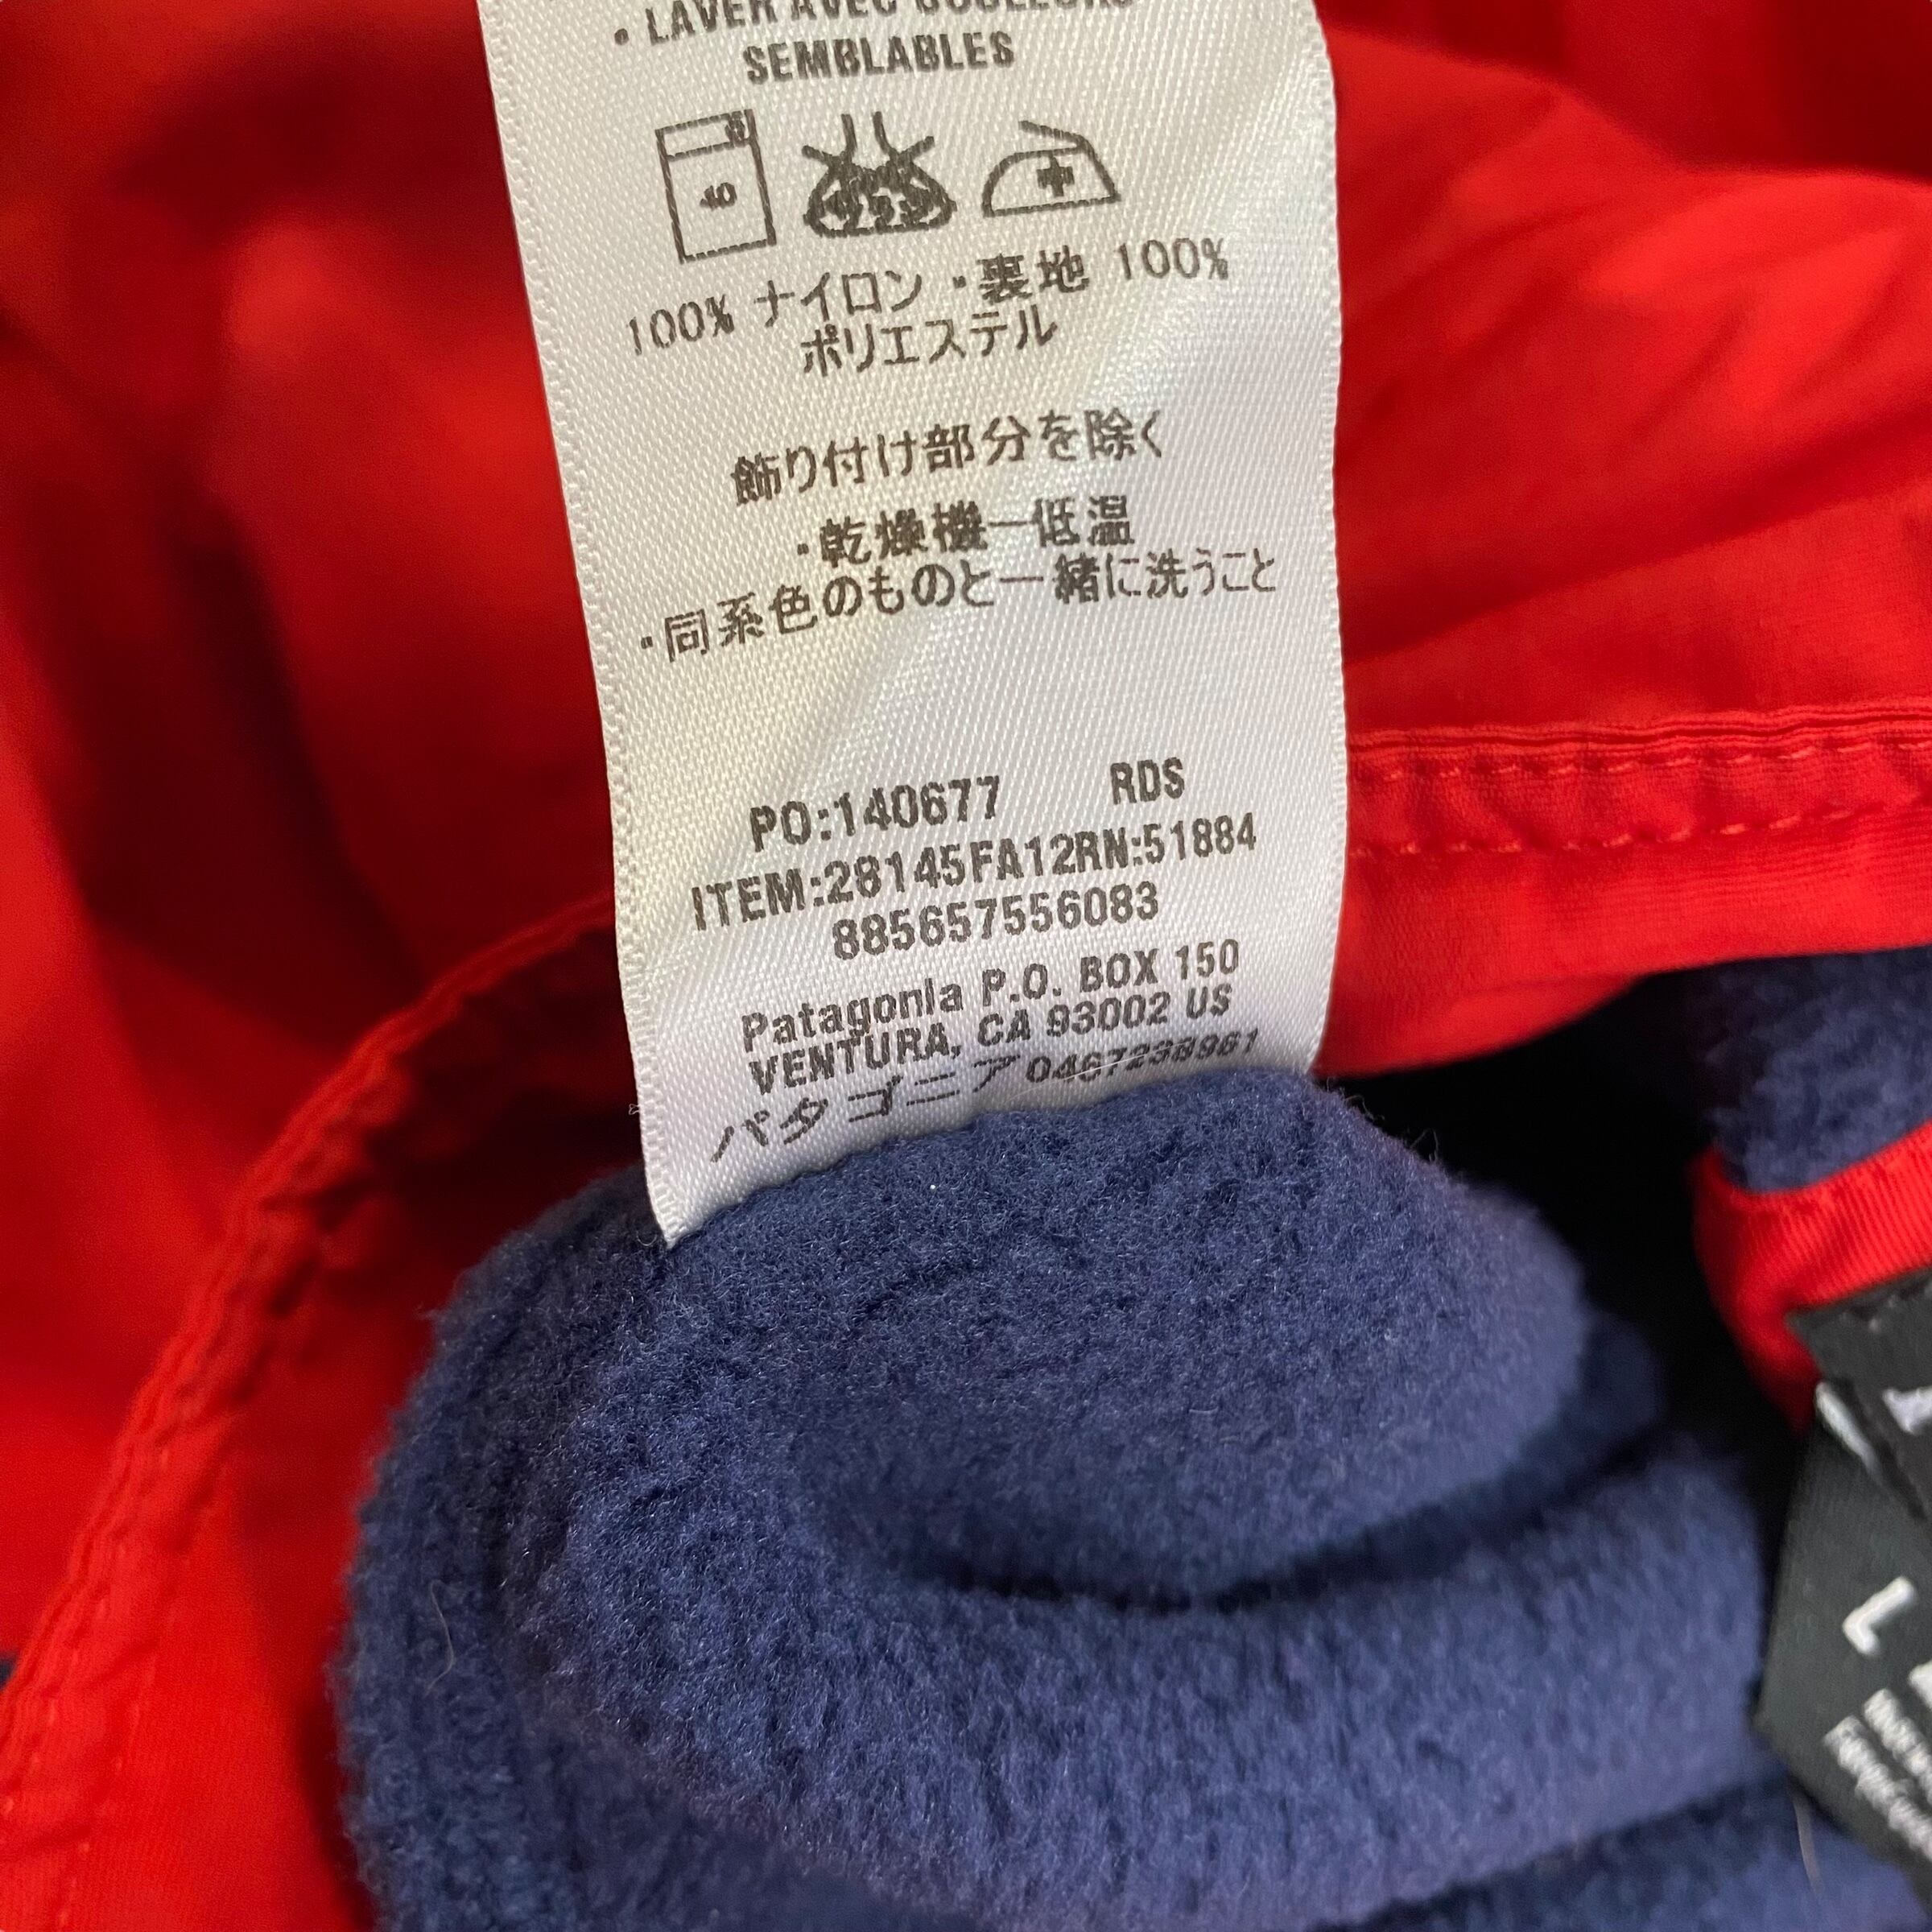 • LAVER AVEC COULEURS
SEMBLABLES
40
100% ナイロン ・裏地 100%
ポリエステル
飾り付け部分を除く
・乾燥機ー低温
・同系色のものと一緒に洗うこと
PO:140677 RDS
ITEM:28145FA12RN:51884
885657556083
Patagonia P.O. BOX 150
VENTURA, CA 93002 US
パタゴニア 0467238961
L